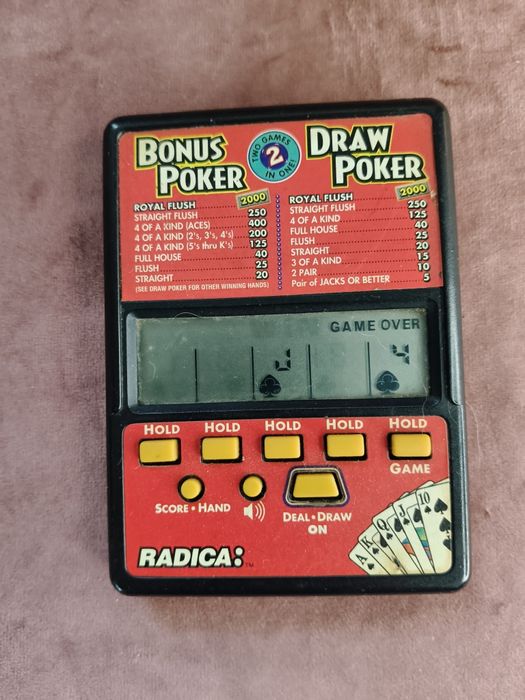 BONUS
POKER
TWO GAMES
2
IN ONE!
DRAW
POKER
ROYAL FLUSH 2000
STRAIGHT FLUSH 250
4 OF A KIND (ACES) 400
4 OF A KIND (2's, 3's, 4's) 200
4 OF A KIND (5's thru K's) 125
FULL HOUSE 40
FLUSH 25
STRAIGHT 20
(SEE DRAW POKER FOR OTHER WINNING HANDS)
ROYAL FLUSH 2000
STRAIGHT FLUSH 250
4 OF A KIND 125
FULL HOUSE 40
FLUSH 25
STRAIGHT 20
3 OF A KIND 15
2 PAIR 10
Pair of JACKS OR BETTER 5
GAME OVER
J 4
HOLD HOLD HOLD HOLD HOLD
GAME
SCORE • HAND
DEAL • DRAW
ON
A K Q J 10
RADICA:™